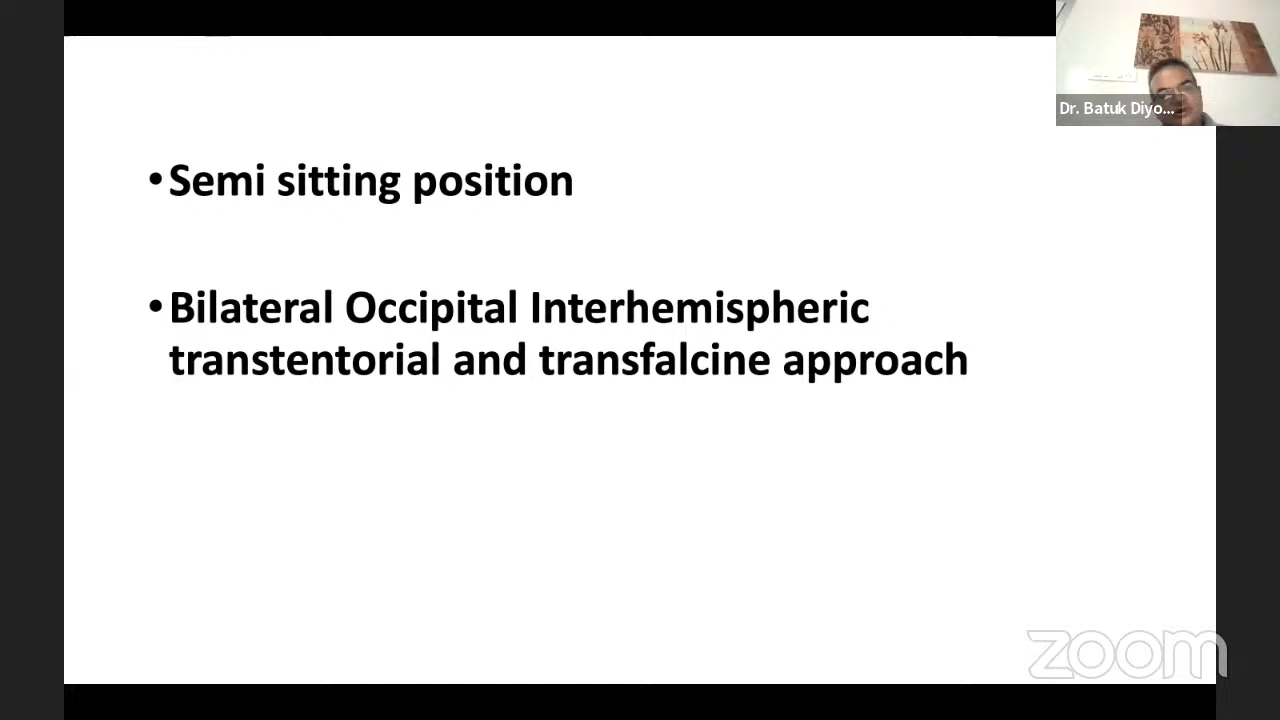 Dr. Batuk Diyo...
•Semi sitting position
•Bilateral Occipital Interhemispheric
transtentorial and transfalcine approach
zoom